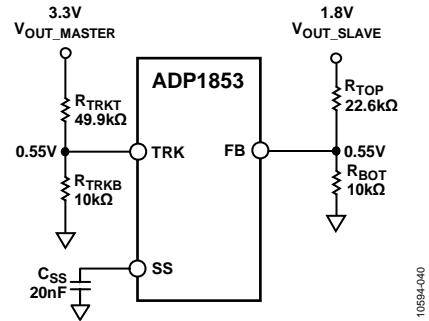 3.3V
VOUT_MASTER
1.8V
VOUT_SLAVE
ADP1853
RTRKT
49.9kΩ
RTOP
22.6kΩ
0.55V
TRK
FB
0.55V
RTRKB
10kΩ
RBOT
10kΩ
SS
CSS
20nF
10594-040